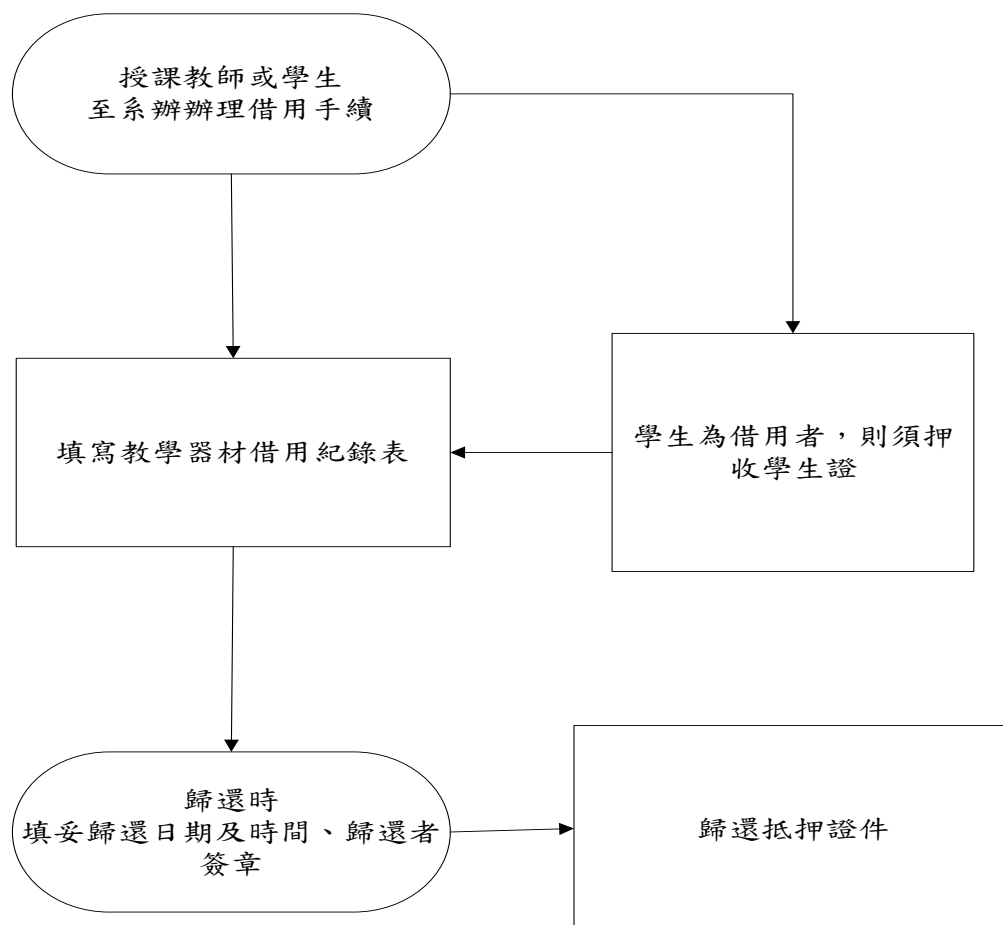 授課教師或學生
至系辦辦理借用手續
填寫教學器材借用紀錄表
學生為借用者，則須押
收學生證
歸還時
填妥歸還日期及時間、歸還者
簽章
歸還抵押證件